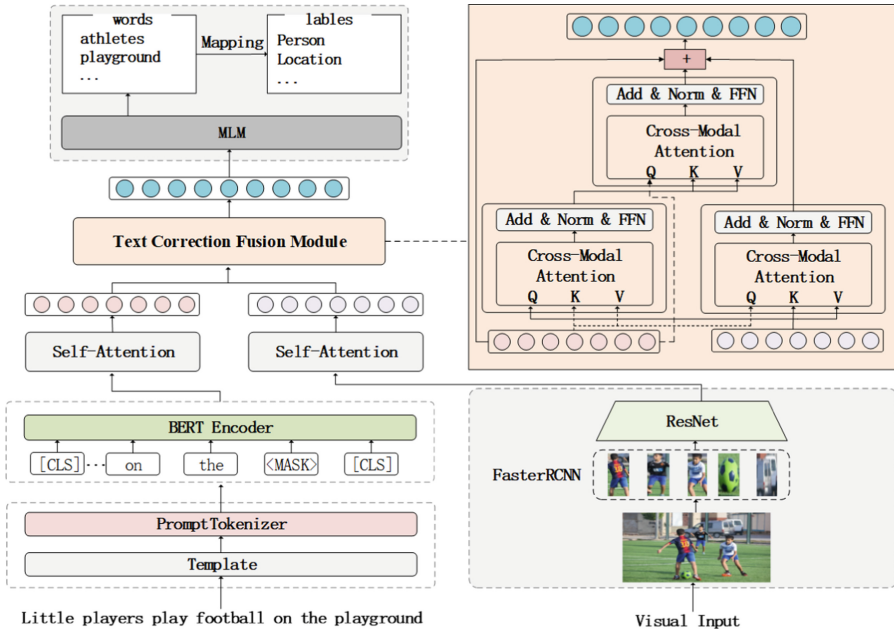 words
athletes
playground
...
Mapping
lables
Person
Location
...
MLM
Text Correction Fusion Module
Self-Attention
Self-Attention
BERT Encoder
[CLS] ... on the <MASK> [CLS]
PromptTokenizer
Template
Little players play football on the playground
+
Add & Norm & FFN
Cross-Modal
Attention
Q K V
Add & Norm & FFN
Cross-Modal
Attention
Q K V
Add & Norm & FFN
Cross-Modal
Attention
Q K V
ResNet
FasterRCNN
Visual Input